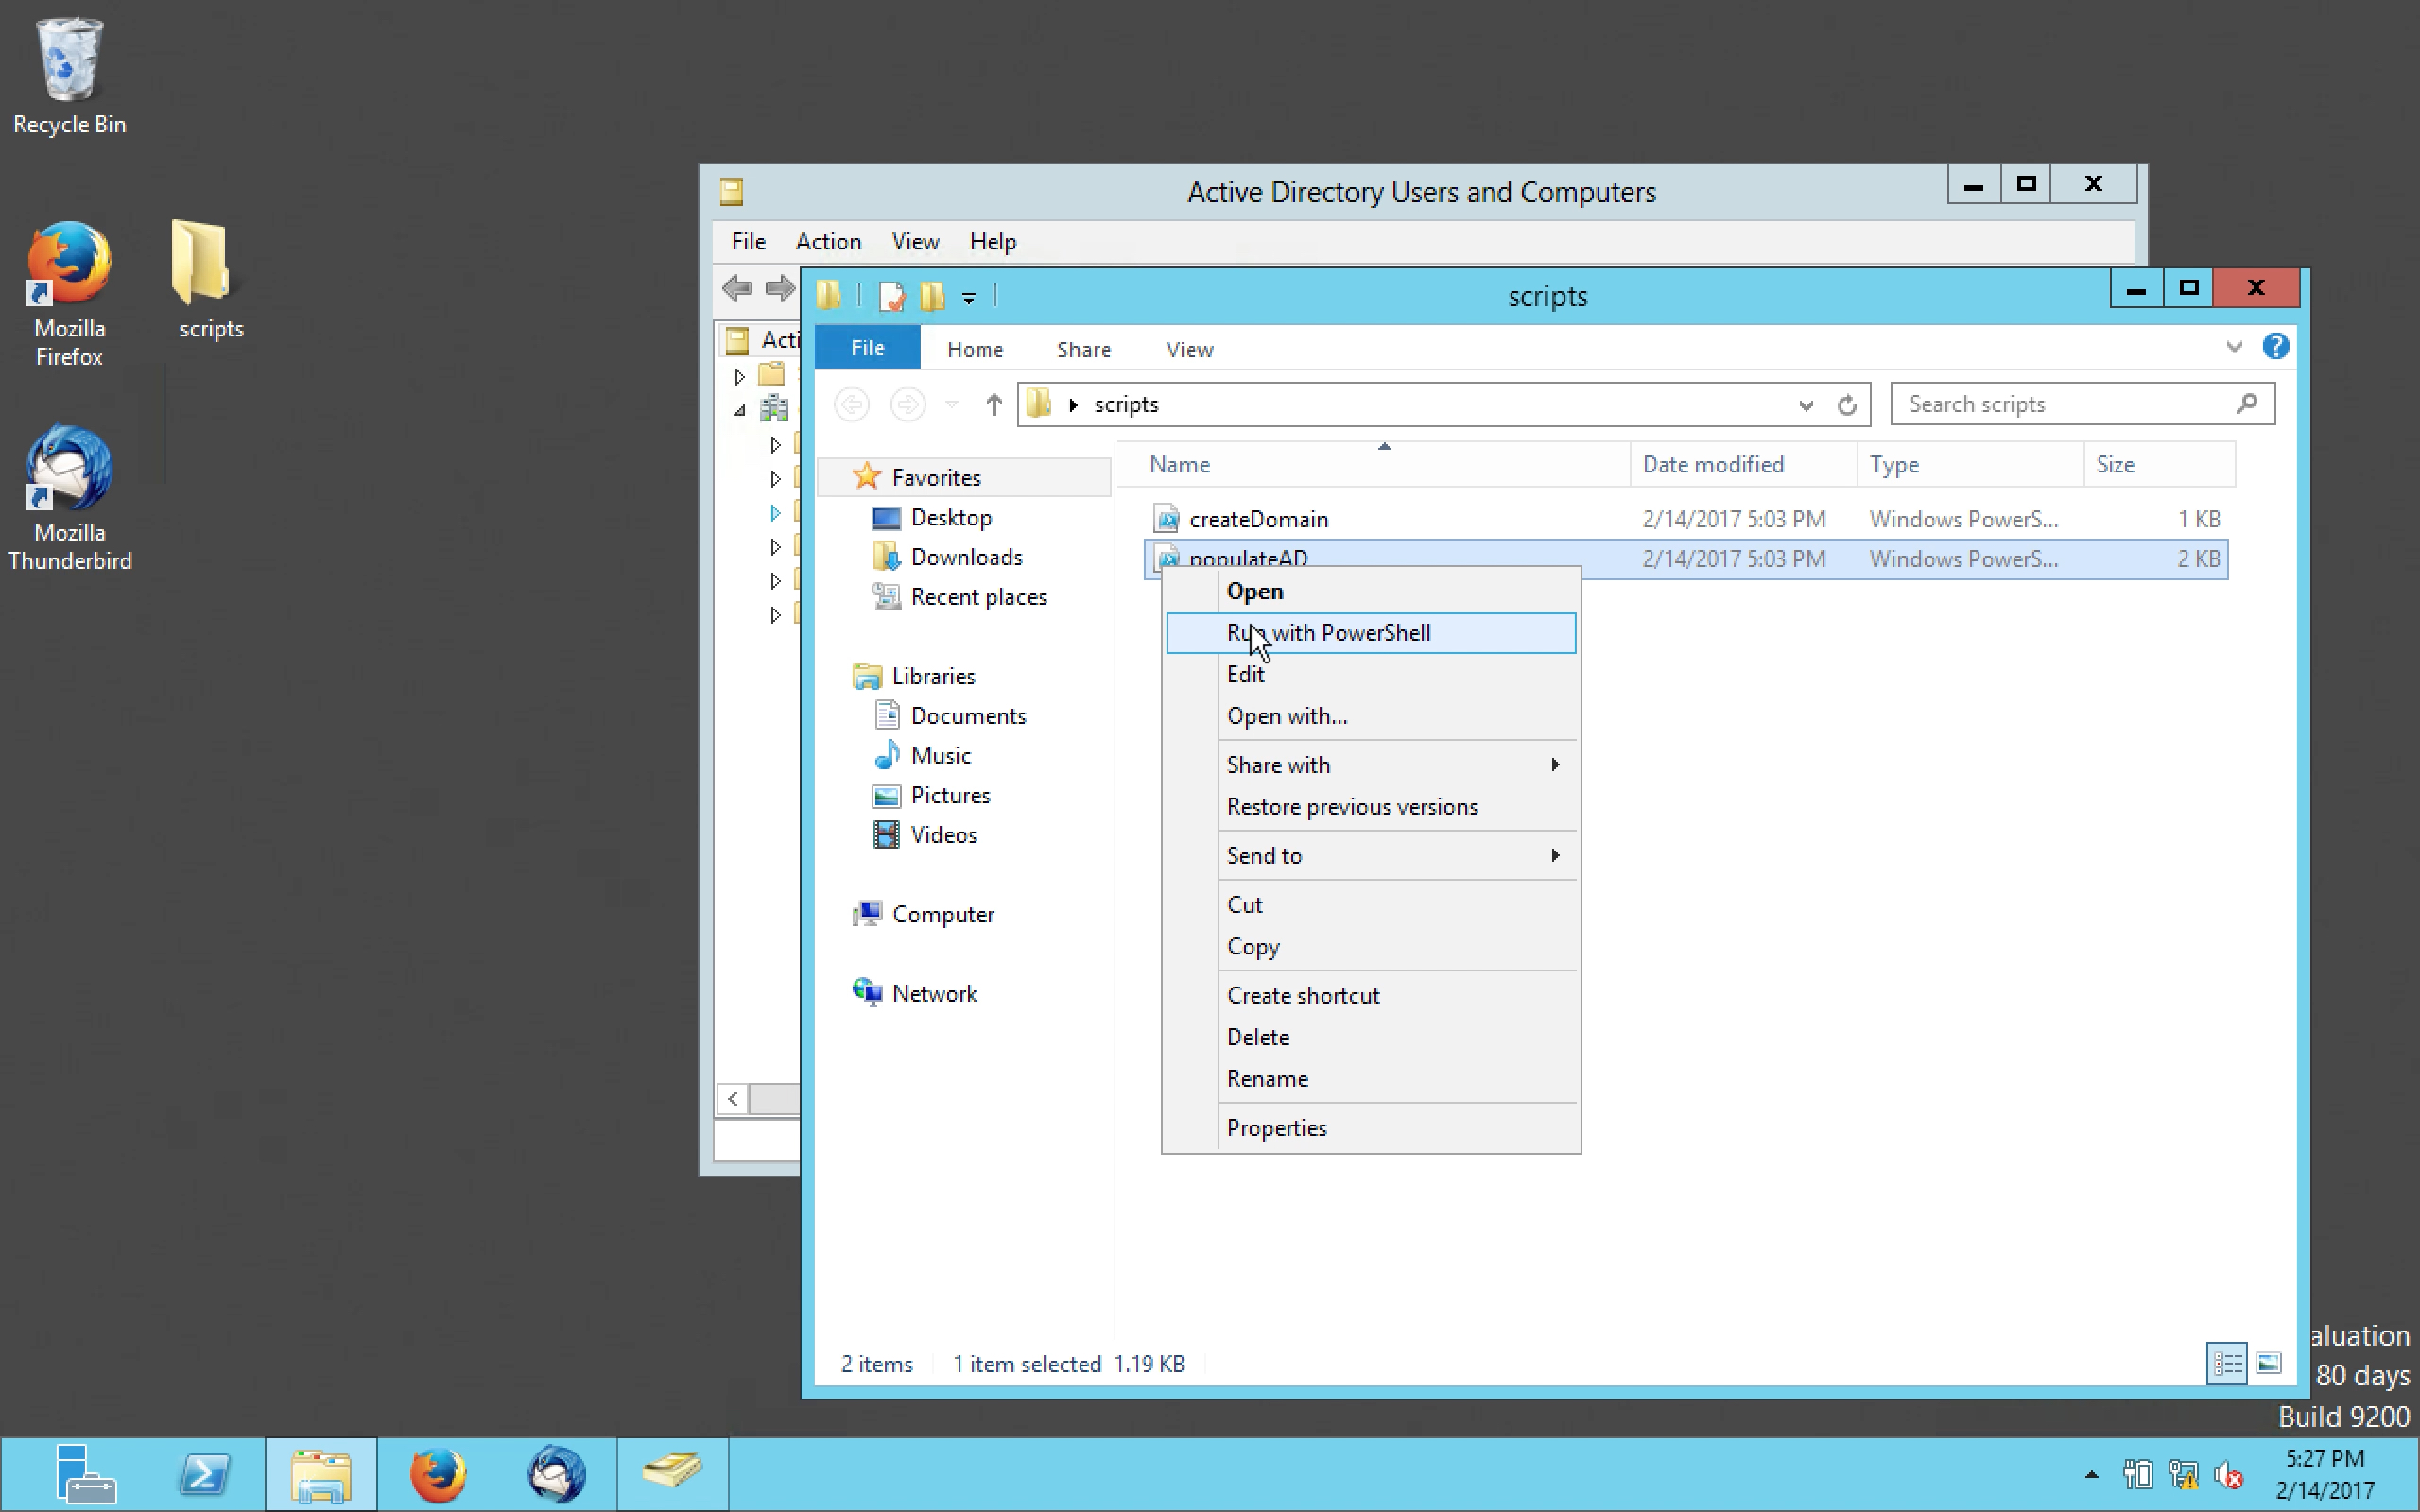 Recycle Bin
Mozilla
Firefox
scripts
Mozilla
Thunderbird
Active Directory Users and Computers
File Action View Help
Acti
scripts
File Home Share View
scripts
Search scripts
Name Date modified Type Size
createDomain 2/14/2017 5:03 PM Windows PowerS... 1 KB
populateAD 2/14/2017 5:03 PM Windows PowerS... 2 KB
Favorites
Desktop
Downloads
Recent places
Libraries
Documents
Music
Pictures
Videos
Computer
Network
Open
Run with PowerShell
Edit
Open with...
Share with
Restore previous versions
Send to
Cut
Copy
Create shortcut
Delete
Rename
Properties
2 items 1 item selected 1.19 KB
aluation
80 days
Build 9200
5:27 PM
2/14/2017